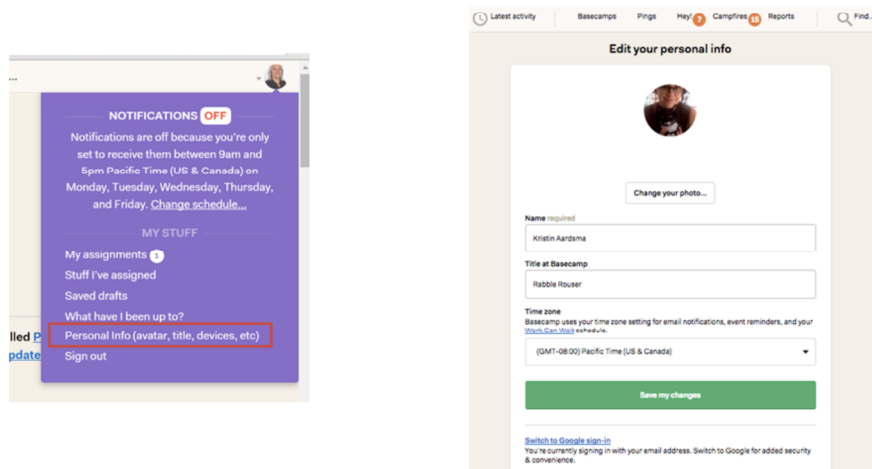 ...
NOTIFICATIONS OFF
Notifications are off because you're only
set to receive them between 9am and
5pm Pacific Time (US & Canada) on
Monday, Tuesday, Wednesday, Thursday,
and Friday. Change schedule...
MY STUFF
My assignments 1
Stuff I've assigned
Saved drafts
What have I been up to?
lled P
Personal Info (avatar, title, devices, etc)
pdate
Sign out
Latest activity Basecamps Pings Hey! 7 Campfires 15 Reports Find...
Edit your personal info
Change your photo...
Name required
Kristin Aardsma
Title at Basecamp
Rabble Rouser
Time zone
Basecamp uses your time zone setting for email notifications, event reminders, and your
Work Can Wait schedule.
(GMT-08:00) Pacific Time (US & Canada)
Save my changes
Switch to Google sign-in
You're currently signing in with your email address. Switch to Google for added security
& convenience.